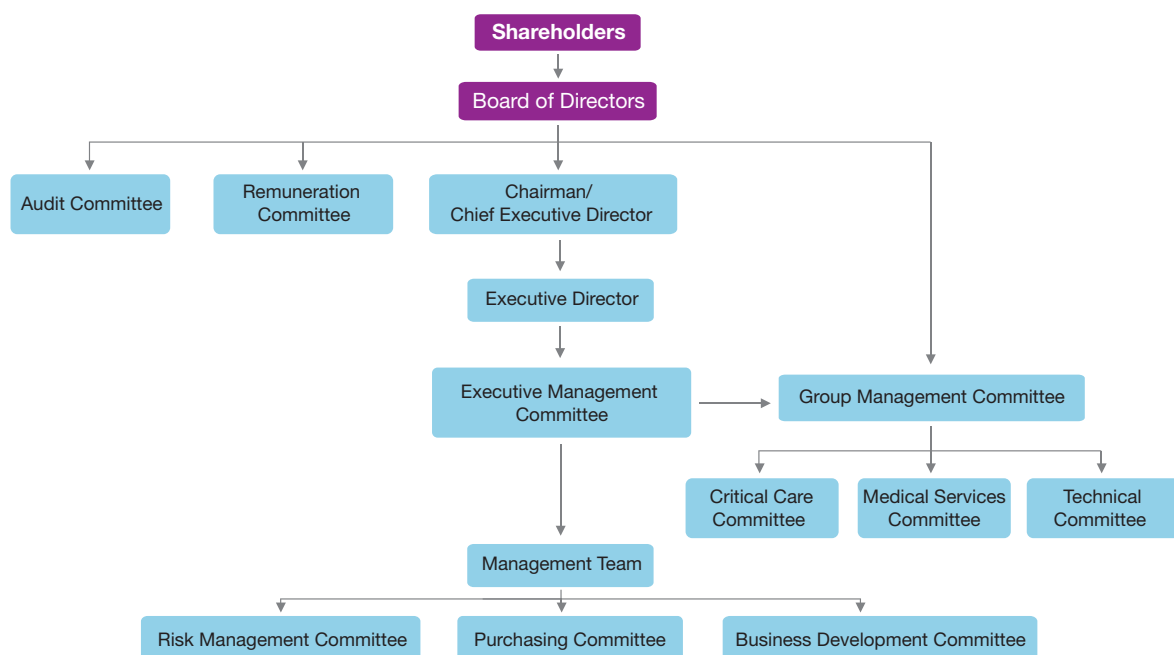 Shareholders
Board of Directors
Audit Committee
Remuneration
Committee
Chairman/
Chief Executive Director
Executive Director
Executive Management
Committee
Group Management Committee
Critical Care
Committee
Medical Services
Committee
Technical
Committee
Management Team
Risk Management Committee
Purchasing Committee
Business Development Committee